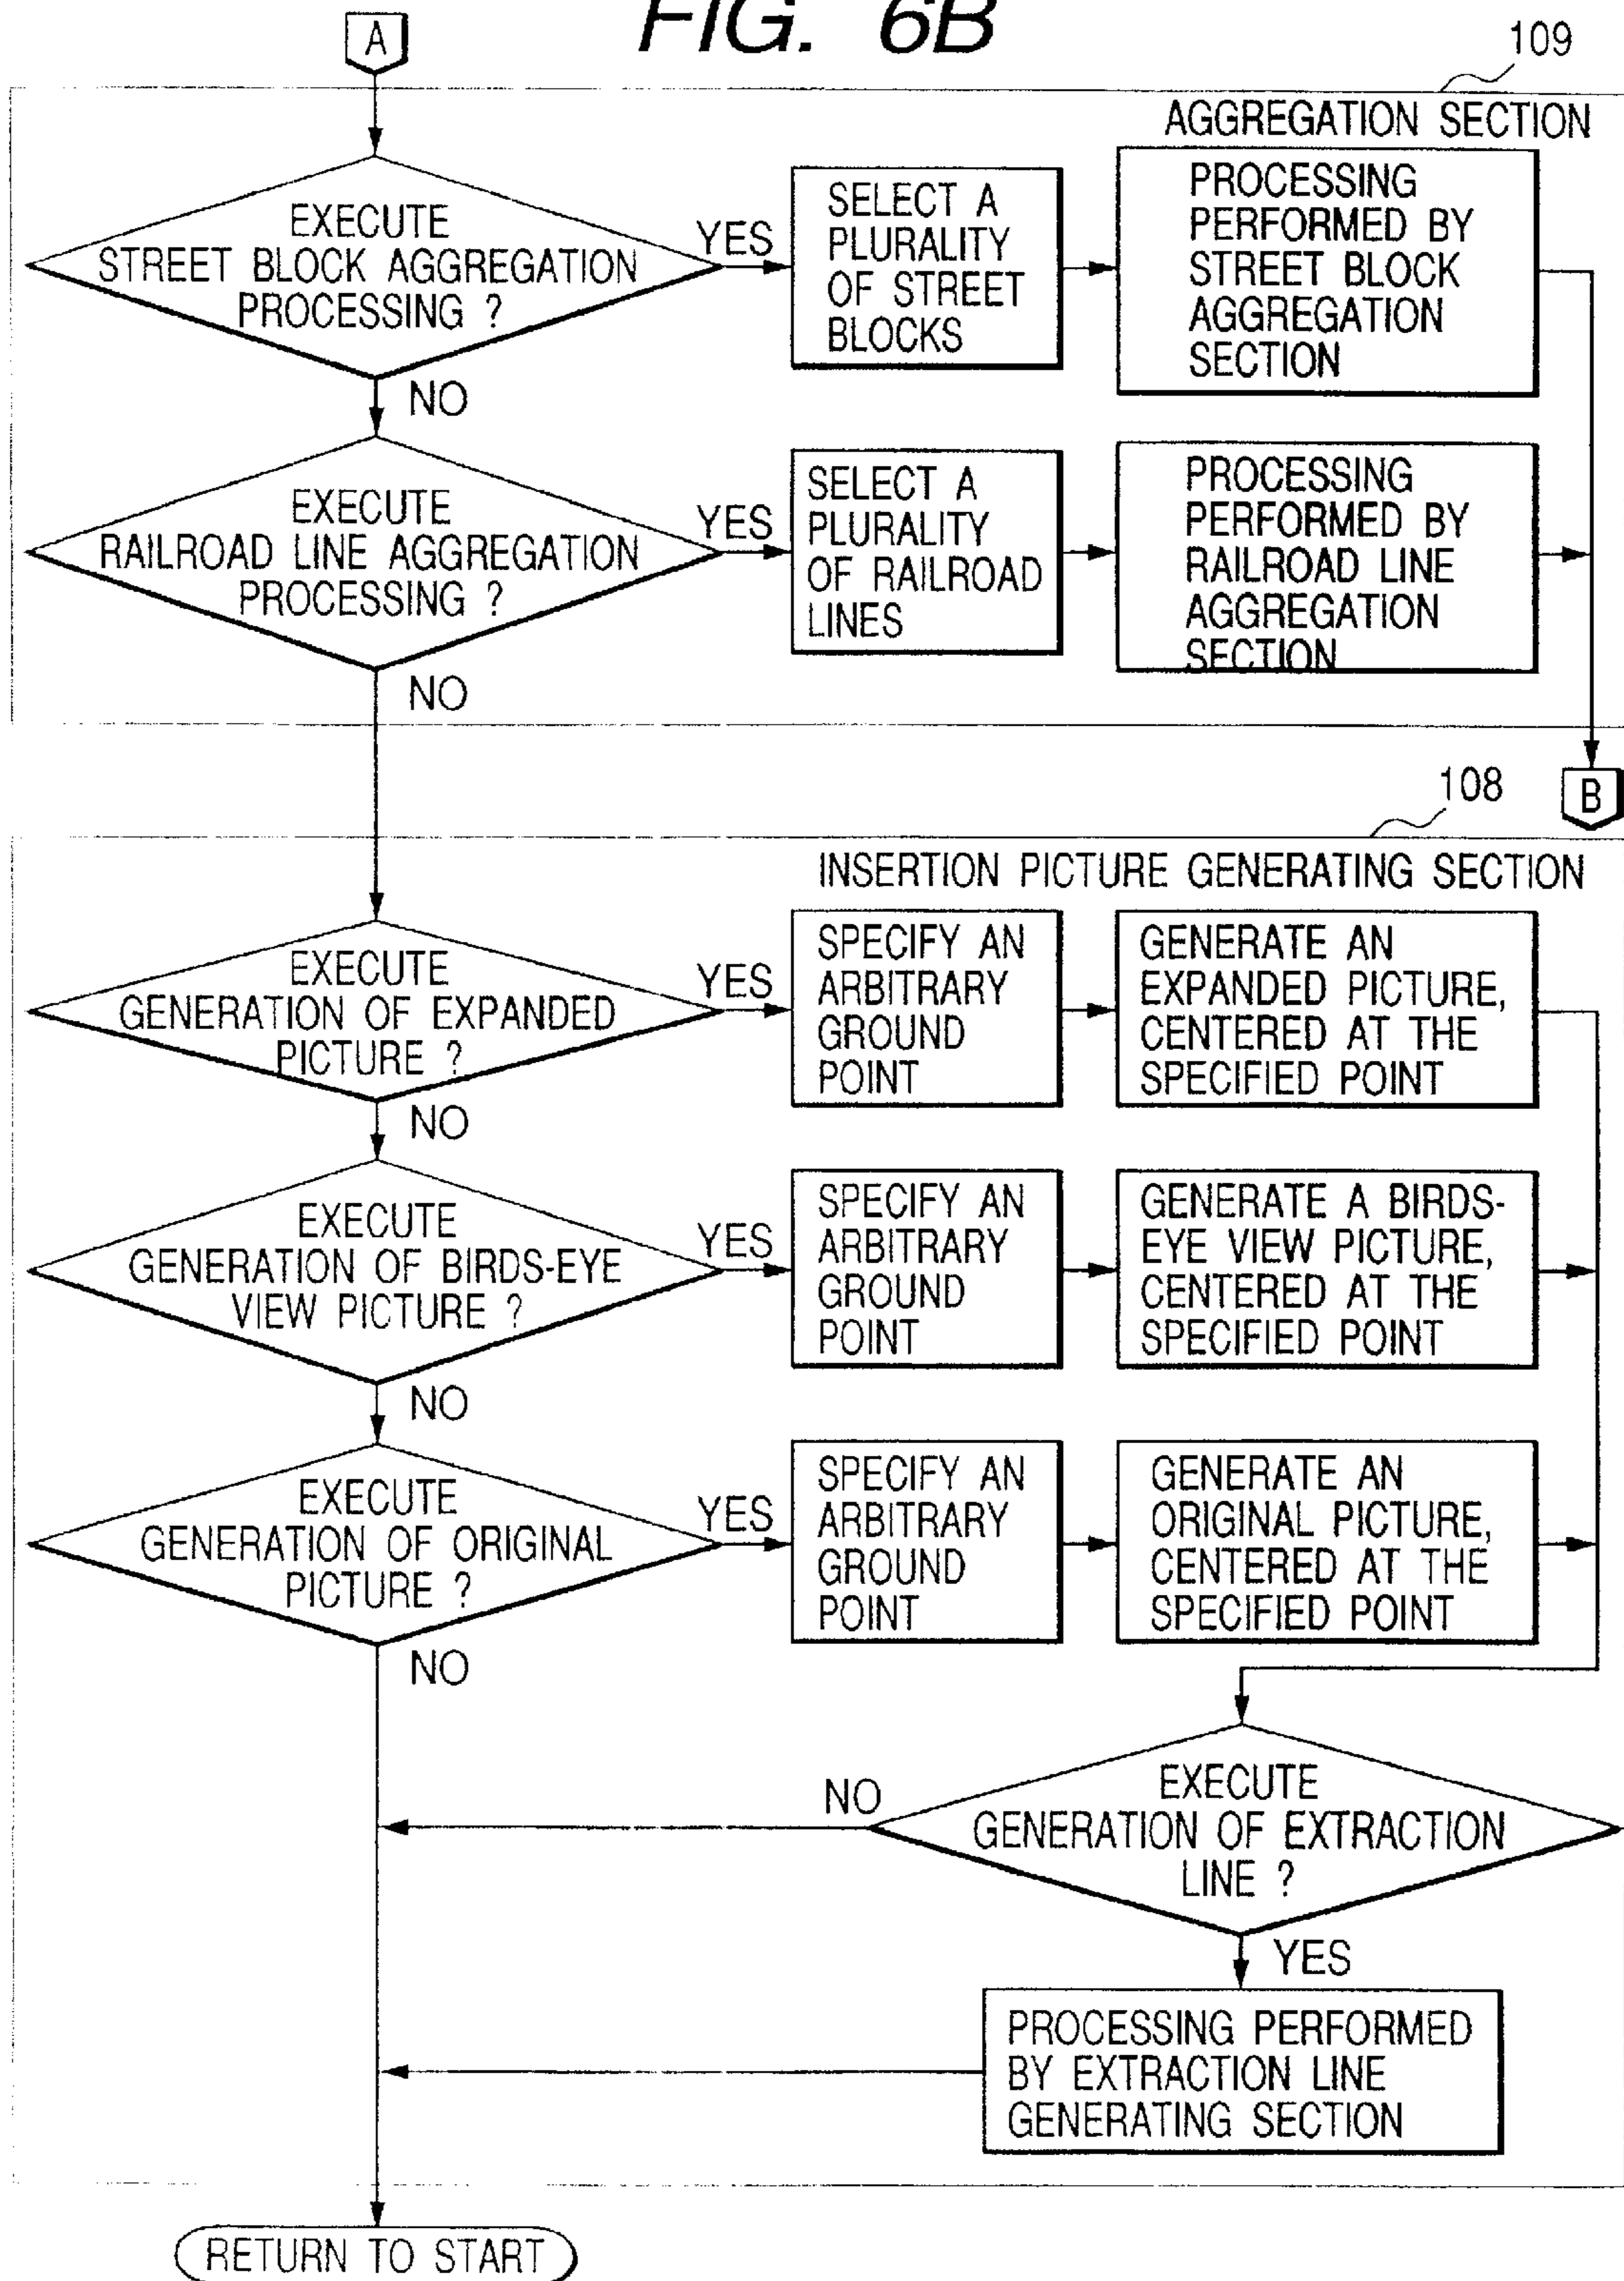 FIG. 6B
A
109
AGGREGATION SECTION
EXECUTE
STREET BLOCK AGGREGATION
PROCESSING ?
YES
SELECT A
PLURALITY
OF STREET
BLOCKS
PROCESSING
PERFORMED BY
STREET BLOCK
AGGREGATION
SECTION
NO
EXECUTE
RAILROAD LINE AGGREGATION
PROCESSING ?
YES
SELECT A
PLURALITY
OF RAILROAD
LINES
PROCESSING
PERFORMED BY
RAILROAD LINE
AGGREGATION
SECTION
NO
B
108
INSERTION PICTURE GENERATING SECTION
EXECUTE
GENERATION OF EXPANDED
PICTURE ?
YES
SPECIFY AN
ARBITRARY
GROUND
POINT
GENERATE AN
EXPANDED PICTURE,
CENTERED AT THE
SPECIFIED POINT
NO
EXECUTE
GENERATION OF BIRDS-EYE
VIEW PICTURE ?
YES
SPECIFY AN
ARBITRARY
GROUND
POINT
GENERATE A BIRDS-
EYE VIEW PICTURE,
CENTERED AT THE
SPECIFIED POINT
NO
EXECUTE
GENERATION OF ORIGINAL
PICTURE ?
YES
SPECIFY AN
ARBITRARY
GROUND
POINT
GENERATE AN
ORIGINAL PICTURE,
CENTERED AT THE
SPECIFIED POINT
NO
EXECUTE
GENERATION OF EXTRACTION
LINE ?
NO
YES
PROCESSING PERFORMED
BY EXTRACTION LINE
GENERATING SECTION
RETURN TO START